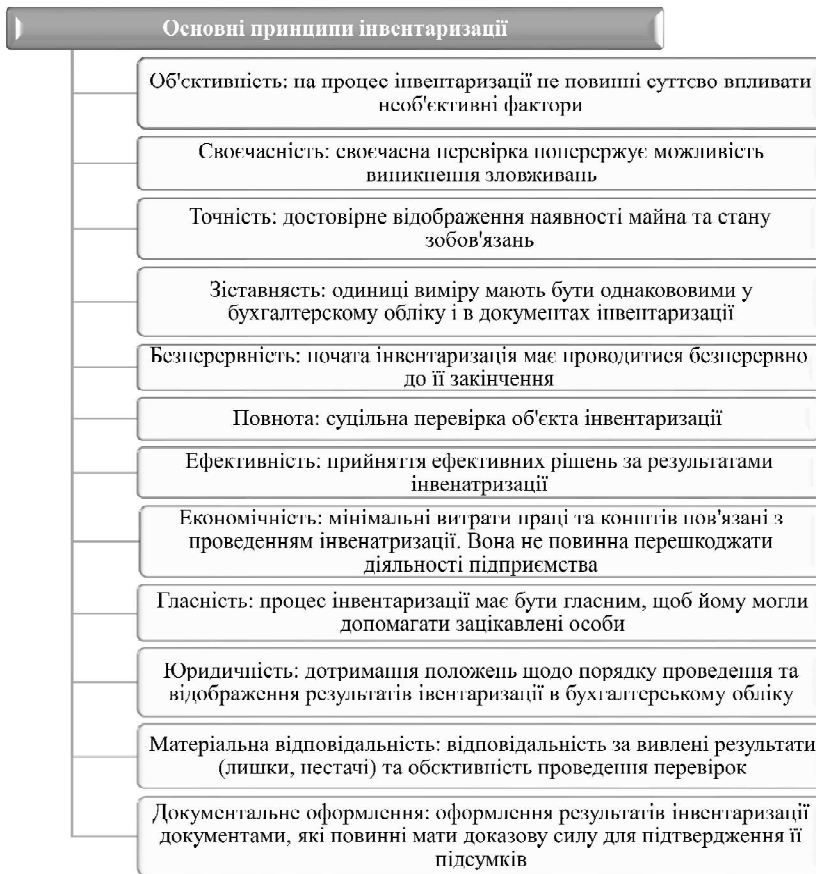 Основні принципи інвентаризації
Об'єктивність: на процес інвентаризації не повинні суттєво впливати
необ'єктивні фактори
Своєчасність: своєчасна перевірка поперержує можливість
виникнення зловживань
Точність: достовірне відображення наявності майна та стану
зобов'язань
Зіставнясть: одиниці виміру мають бути однакововими у
бухгалтерскому обліку і в документах інвентаризації
Безперервність: почата інвентаризація має проводитися безперервно
до її закінчення
Повнота: суцільна перевірка об'єкта інвентаризації
Ефективність: прийняття ефективних рішень за результатами
інвенатризації
Економічність: мінімальні витрати праці та коштів пов'язані з
проведенням інвенатризації. Вона не повинна перешкоджати
діяльності підприємства
Гласність: процес інвентаризації має бути гласним, щоб йому могли
допомагати зацікавлені особи
Юридичність: дотримання положень щодо порядку проведення та
відображення результатів івентаризації в бухгалтерському обліку
Матеріальна відповідальність: відповідальність за вивлені результати
(лишки, нестачі) та обєктивність проведення перевірок
Документальне оформлення: оформлення результатів інвентаризації
документами, які повинні мати доказову силу для підтвердження її
підсумків